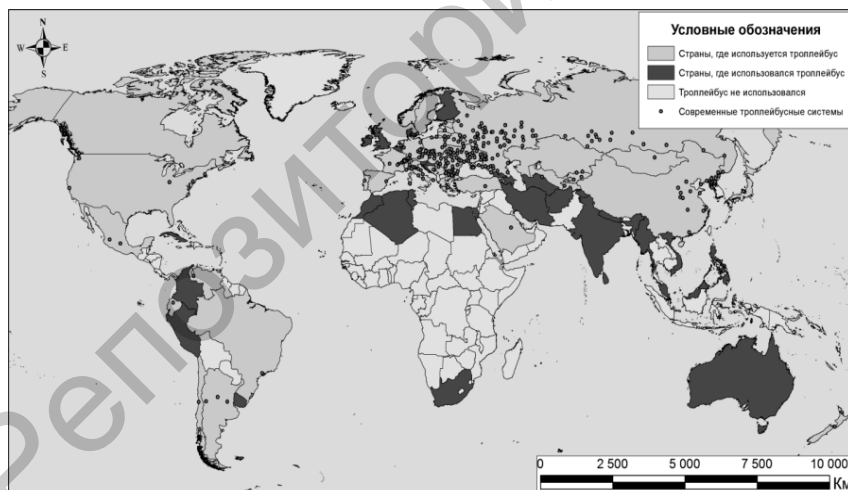 N
W E
S
Условные обозначения
Страны, где используется троллейбус
Страны, где использовался троллейбус
Троллейбус не использовался
Современные троллейбусные системы
Репозитори
0 2 500 5 000 7 500 10 000
Км